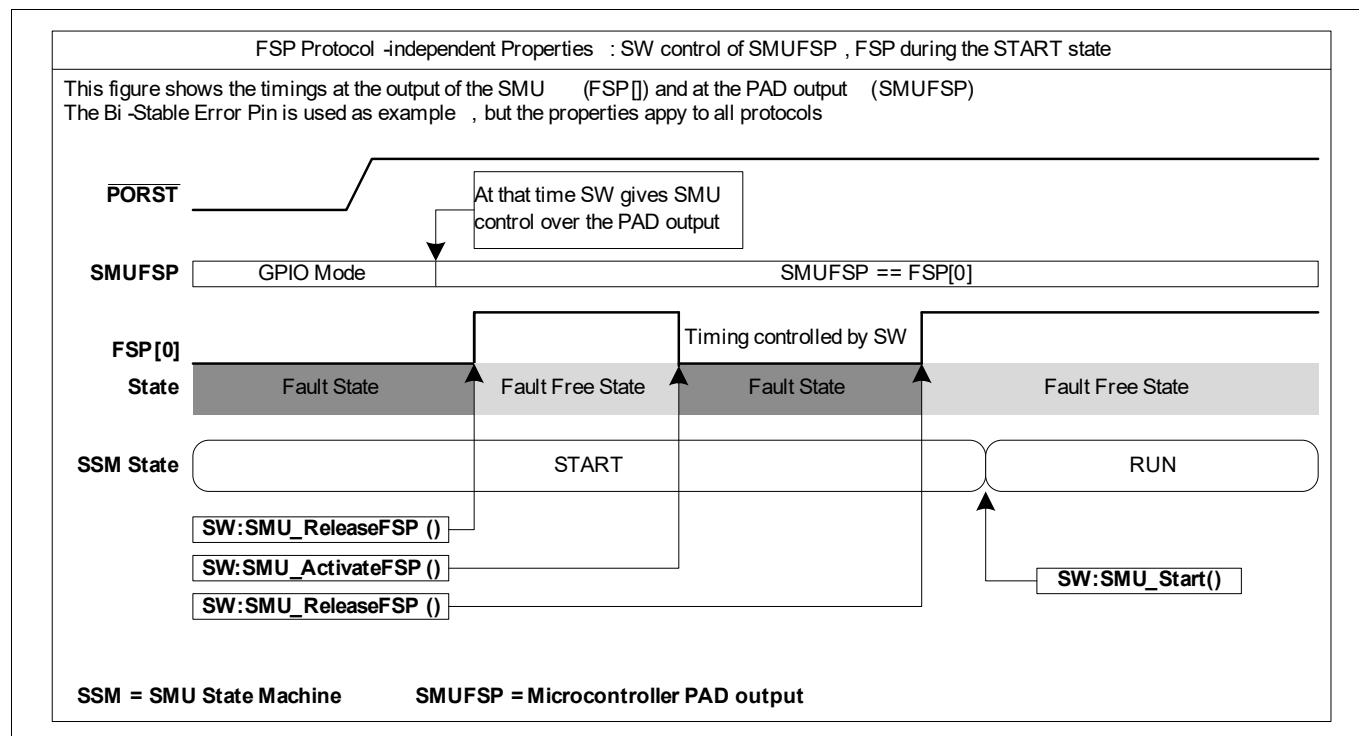 FSP Protocol -independent Properties : SW control of SMUFSP , FSP during the START state
This figure shows the timings at the output of the SMU (FSP[]) and at the PAD output (SMUFSP)
The Bi -Stable Error Pin is used as example , but the properties appy to all protocols
PORST
At that time SW gives SMU
control over the PAD output
SMUFSP
GPIO Mode
SMUFSP == FSP[0]
FSP[0]
Timing controlled by SW
State
Fault State
Fault Free State
Fault State
Fault Free State
SSM State
START
RUN
SW:SMU_ReleaseFSP ()
SW:SMU_ActivateFSP ()
SW:SMU_Start()
SW:SMU_ReleaseFSP ()
SSM = SMU State Machine
SMUFSP = Microcontroller PAD output